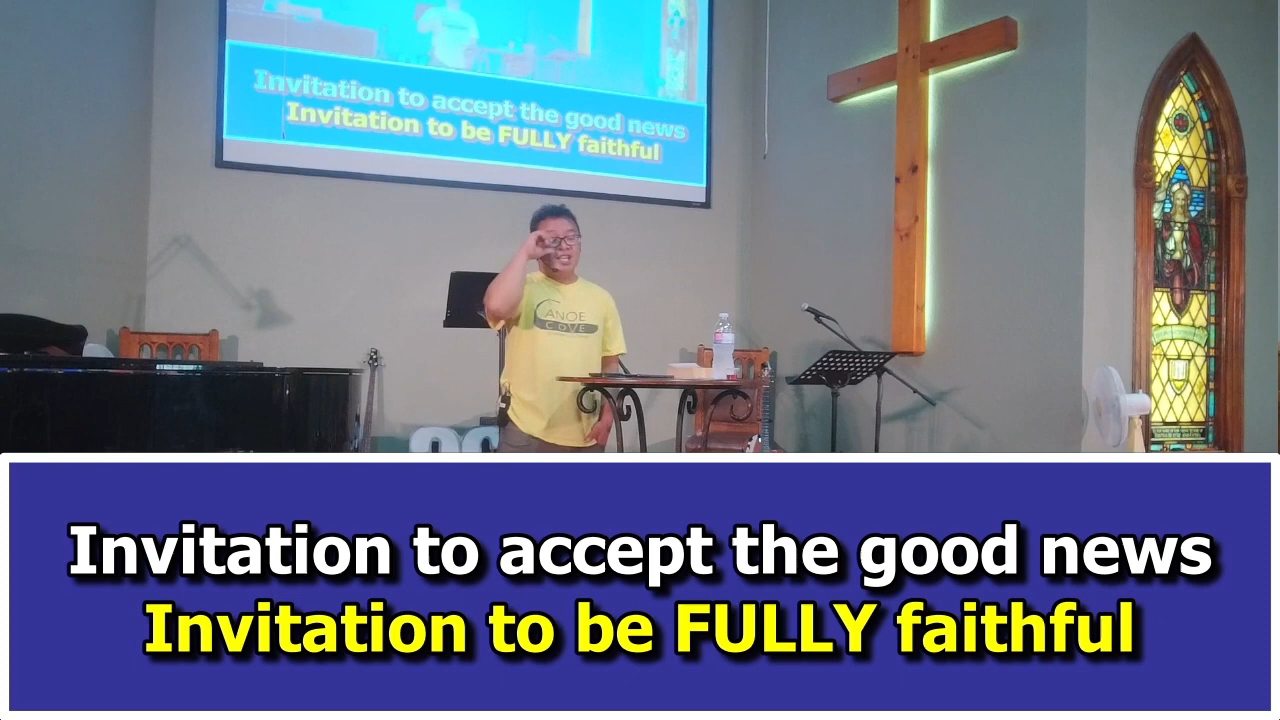 Invitation to accept the good news
Invitation to be FULLY faithful
CANOE
COVE
Invitation to accept the good news
Invitation to be FULLY faithful